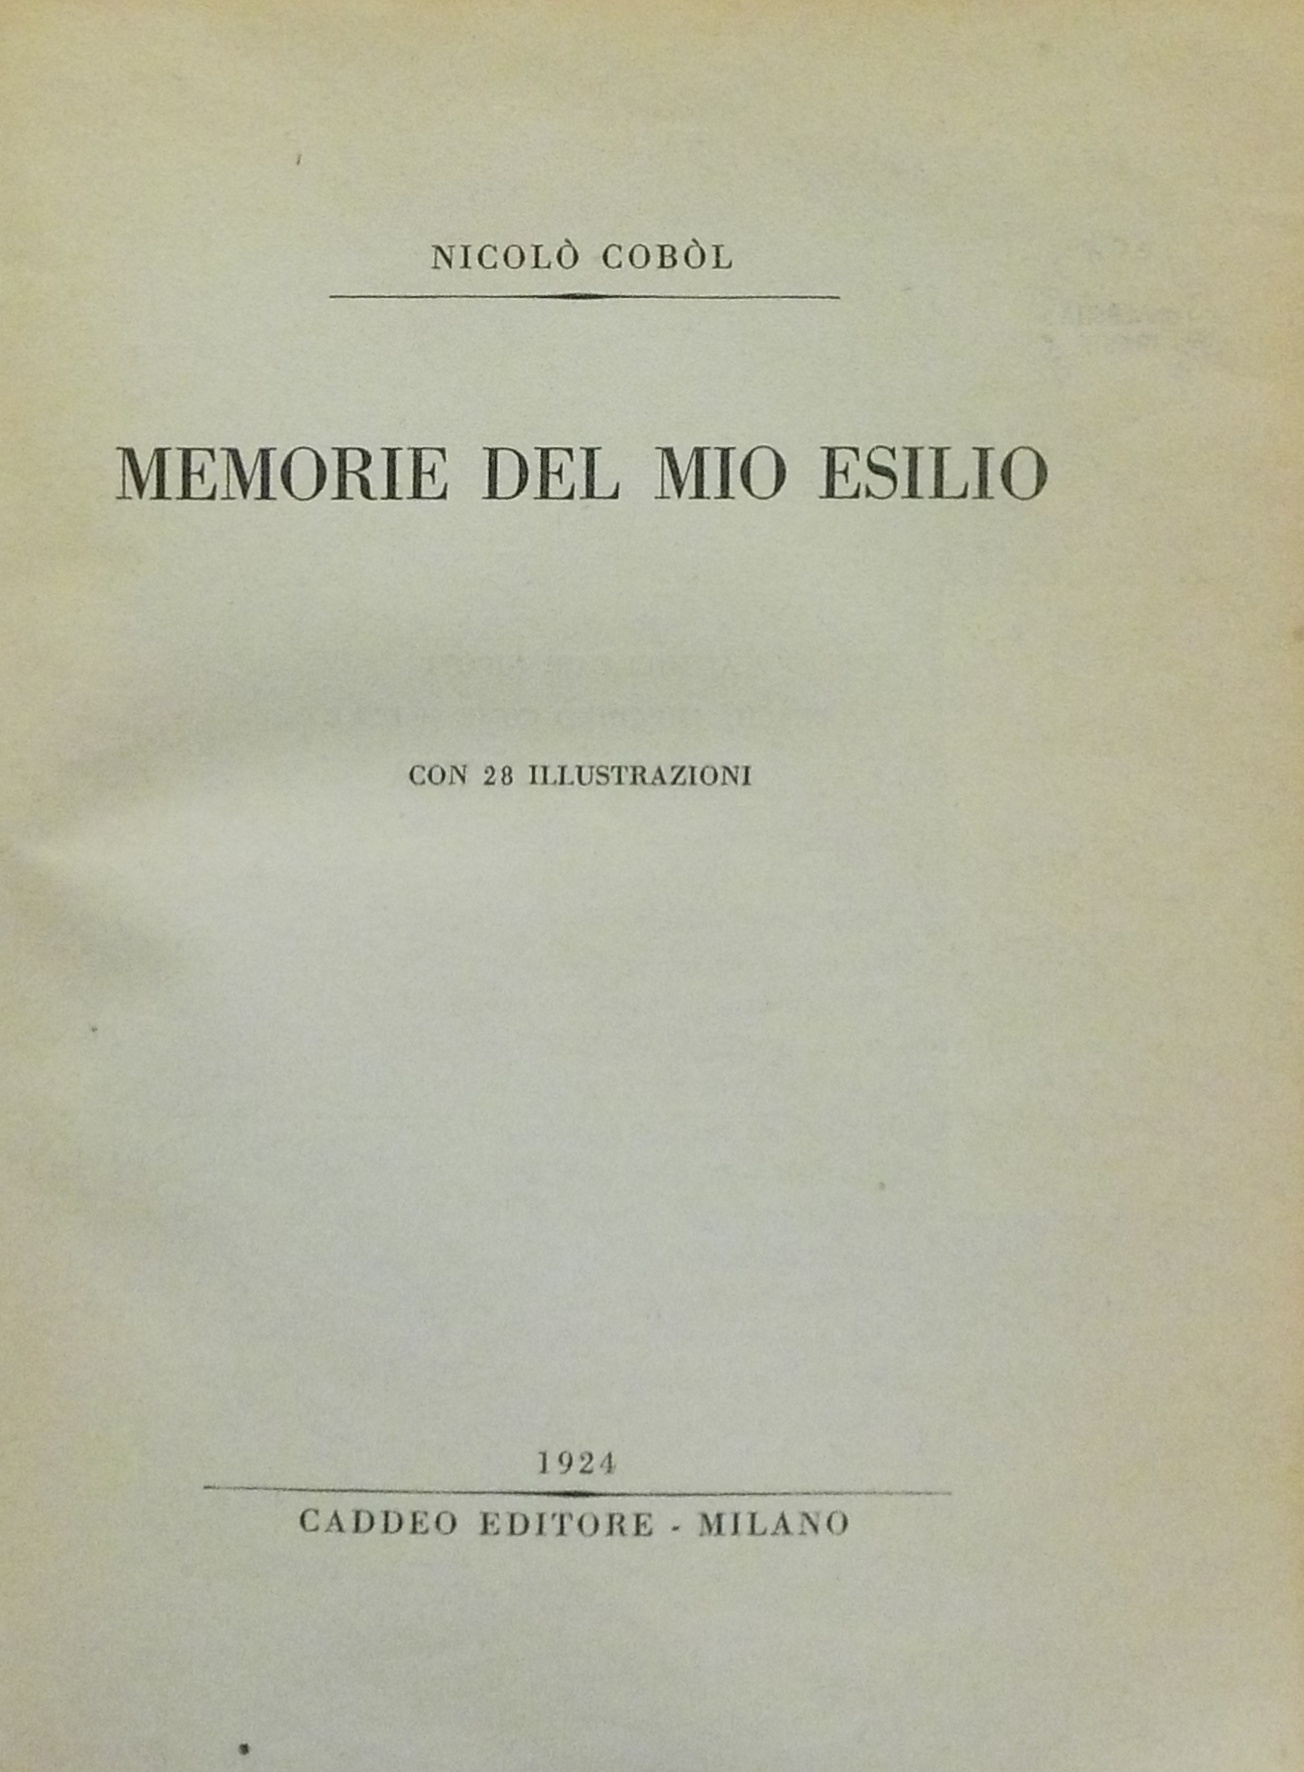 NICOLÒ COBÒL
MEMORIE DEL MIO ESILIO
CON 28 ILLUSTRAZIONI
1924
CADDEO EDITORE - MILANO